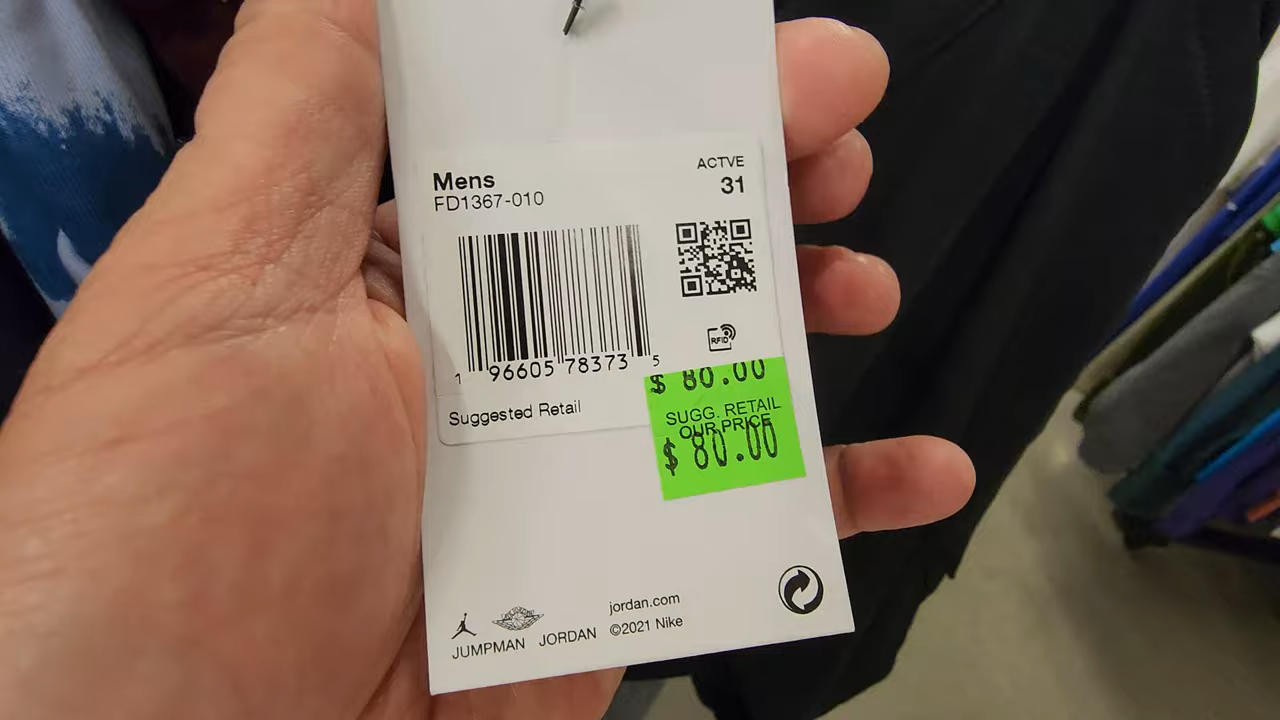 Mens
FD1367-010
ACTVE
31
RFID
1 96605 78373 5
Suggested Retail
$ 80.00
SUGG. RETAIL
OUR PRICE
$ 80.00
jordan.com
©2021 Nike
JUMPMAN JORDAN